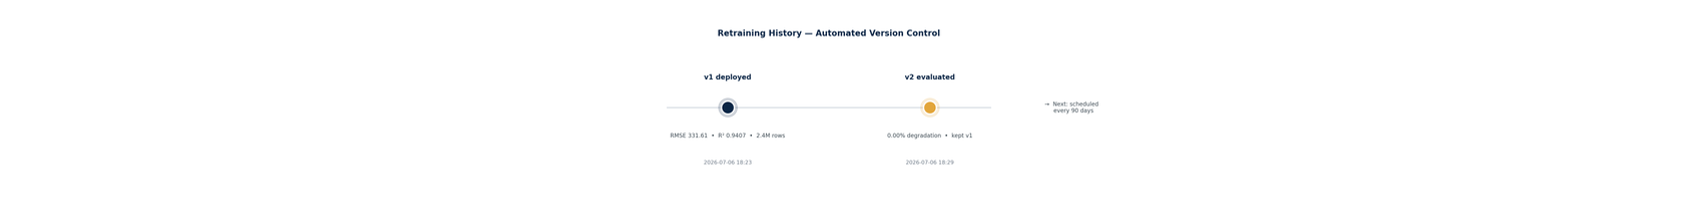 Retraining History — Automated Version Control
v1 deployed
v2 evaluated
→ Next: scheduled
every 90 days
RMSE 331.61 • R² 0.9407 • 2.4M rows
0.00% degradation • kept v1
2026-07-06 18:23
2026-07-06 18:29